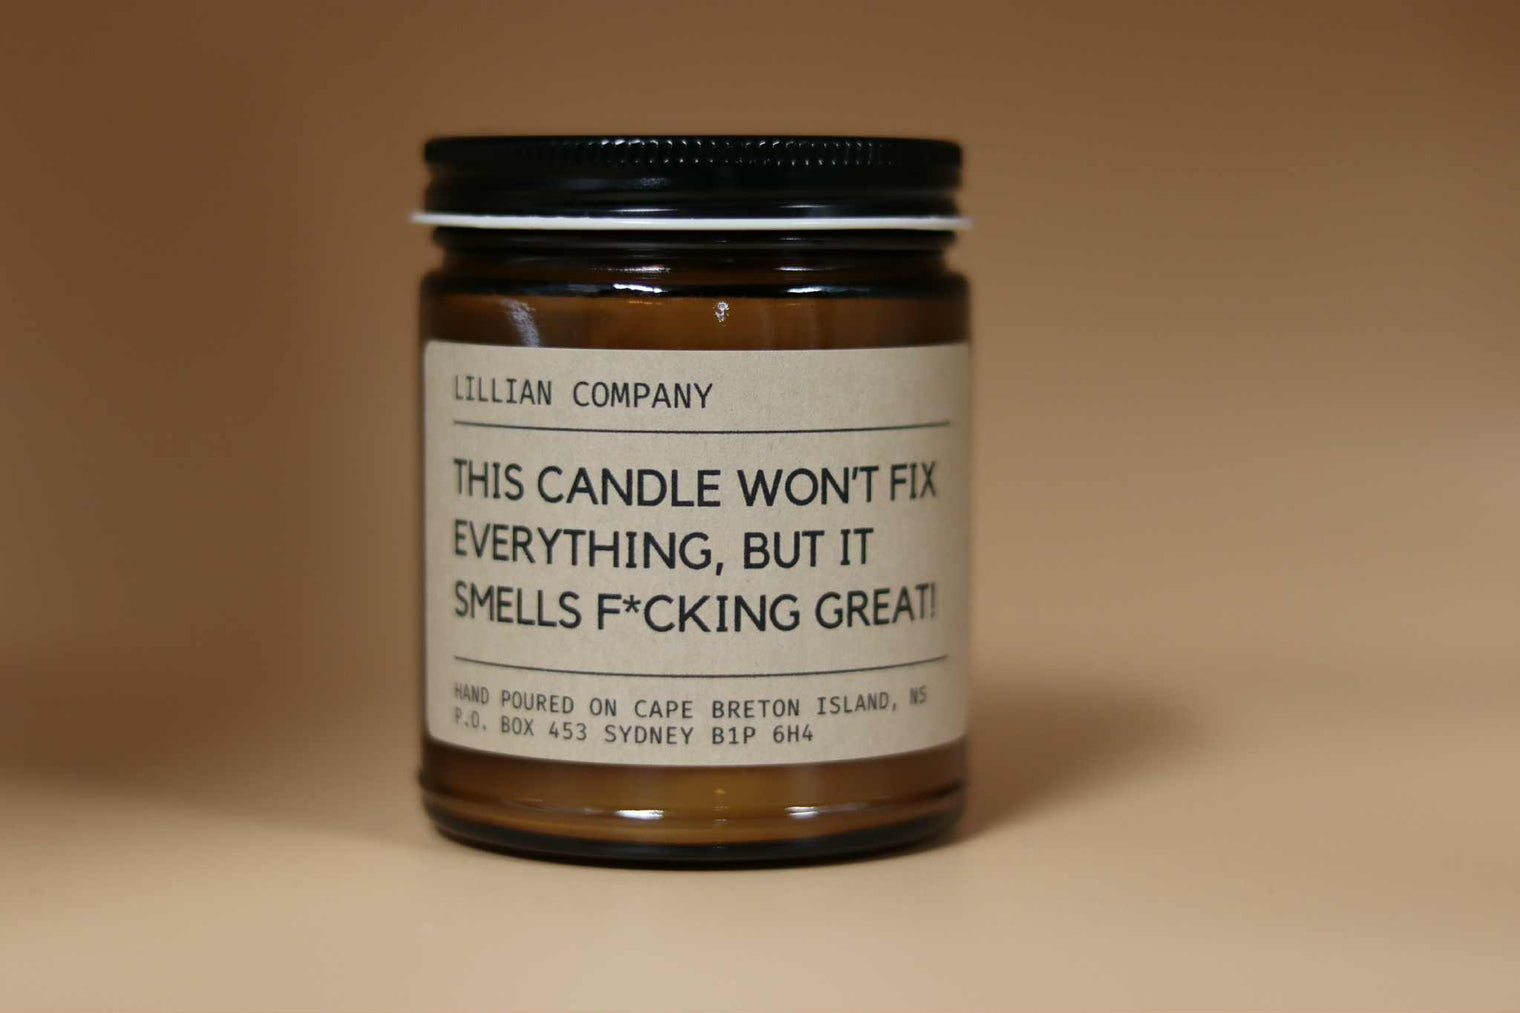 LILLIAN COMPANY
THIS CANDLE WON'T FIX
EVERYTHING, BUT IT
SMELLS F*CKING GREAT!
HAND POURED ON CAPE BRETON ISLAND, NS
P.O. BOX 453 SYDNEY B1P 6H4